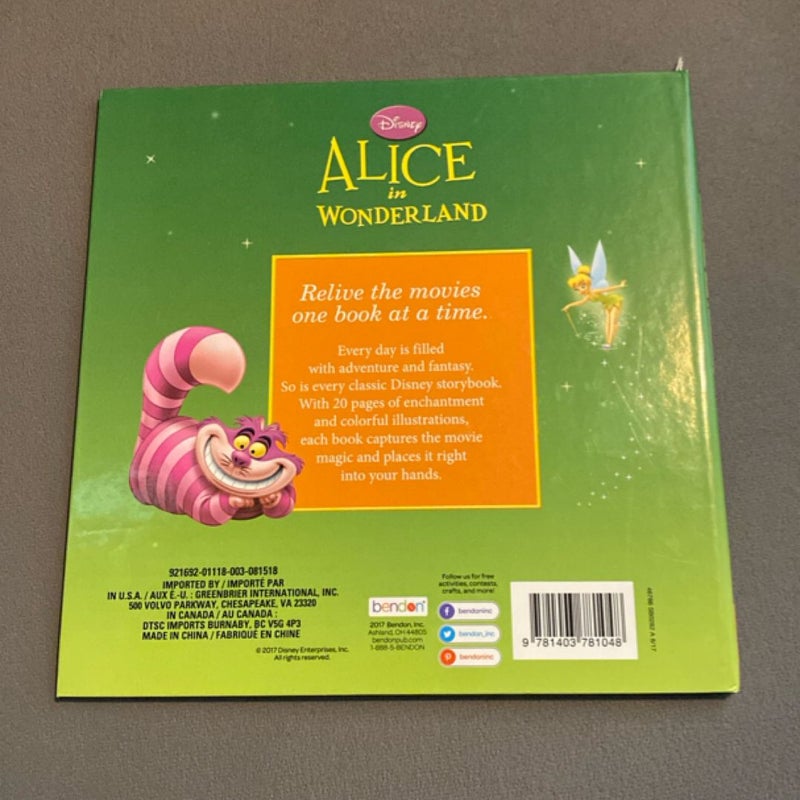 Disney
ALICE
in
WONDERLAND
Relive the movies
one book at a time.
Every day is filled
with adventure and fantasy.
So is every classic Disney storybook.
With 20 pages of enchantment
and colorful illustrations,
each book captures the movie
magic and places it right
into your hands.
921692-01118-003-081518
IMPORTED BY / IMPORTÉ PAR
IN U.S.A. / AUX É.-U. : GREENBRIER INTERNATIONAL, INC.
500 VOLVO PARKWAY, CHESAPEAKE, VA 23320
IN CANADA / AU CANADA :
DTSC IMPORTS BURNABY, BC V5G 4P3
MADE IN CHINA / FABRIQUÉ EN CHINE
© 2017 Disney Enterprises, Inc.
All rights reserved.
bendon
2017 Bendon, Inc.
Ashland, OH 44805
bendonpub.com
1-888-5-BENDON
Follow us for free
activities, contests,
crafts, and more!
bendoninc
bendon_inc
bendoninc
9 781403 781048